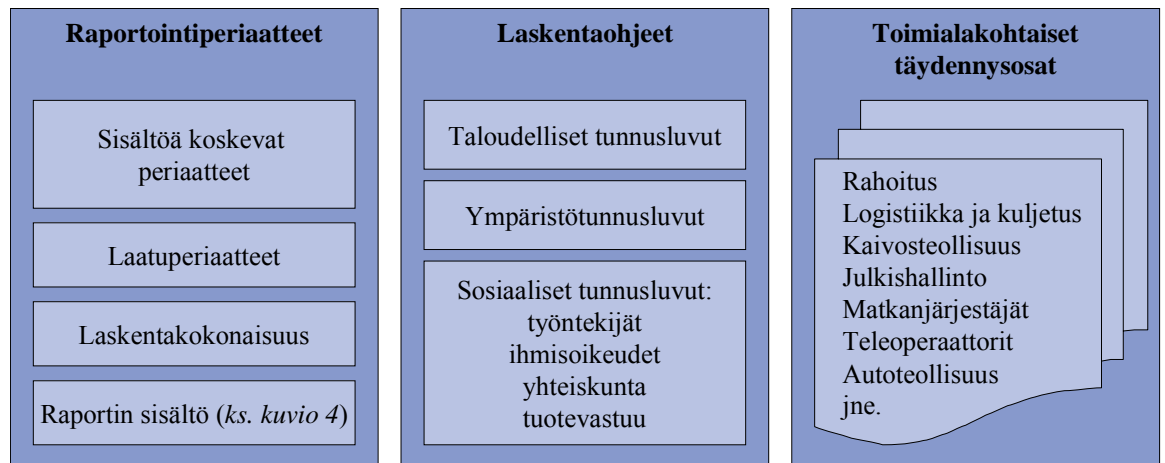 Raportointiperiaatteet
Sisältöä koskevat
periaatteet
Laatuperiaatteet
Laskentakokonaisuus
Raportin sisältö (ks. kuvio 4)
Laskentaohjeet
Taloudelliset tunnusluvut
Ympäristötunnusluvut
Sosiaaliset tunnusluvut:
työntekijät
ihmisoikeudet
yhteiskunta
tuotevastuu
Toimialakohtaiset
täydennysosat
Rahoitus
Logistiikka ja kuljetus
Kaivosteollisuus
Julkishallinto
Matkanjärjestäjät
Teleoperaattorit
Autoteollisuus
jne.